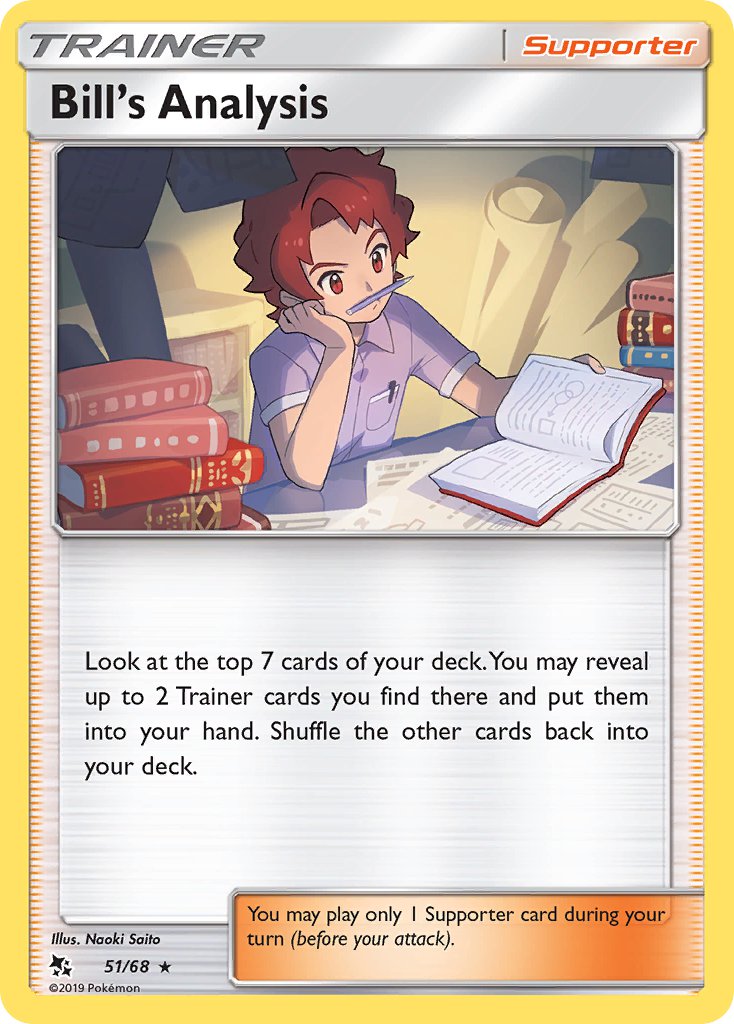 TRAINER
Supporter
Bill's Analysis
Look at the top 7 cards of your deck. You may reveal
up to 2 Trainer cards you find there and put them
into your hand. Shuffle the other cards back into
your deck.
You may play only 1 Supporter card during your
turn (before your attack).
Illus. Naoki Saito
51/68 ★
©2019 Pokémon